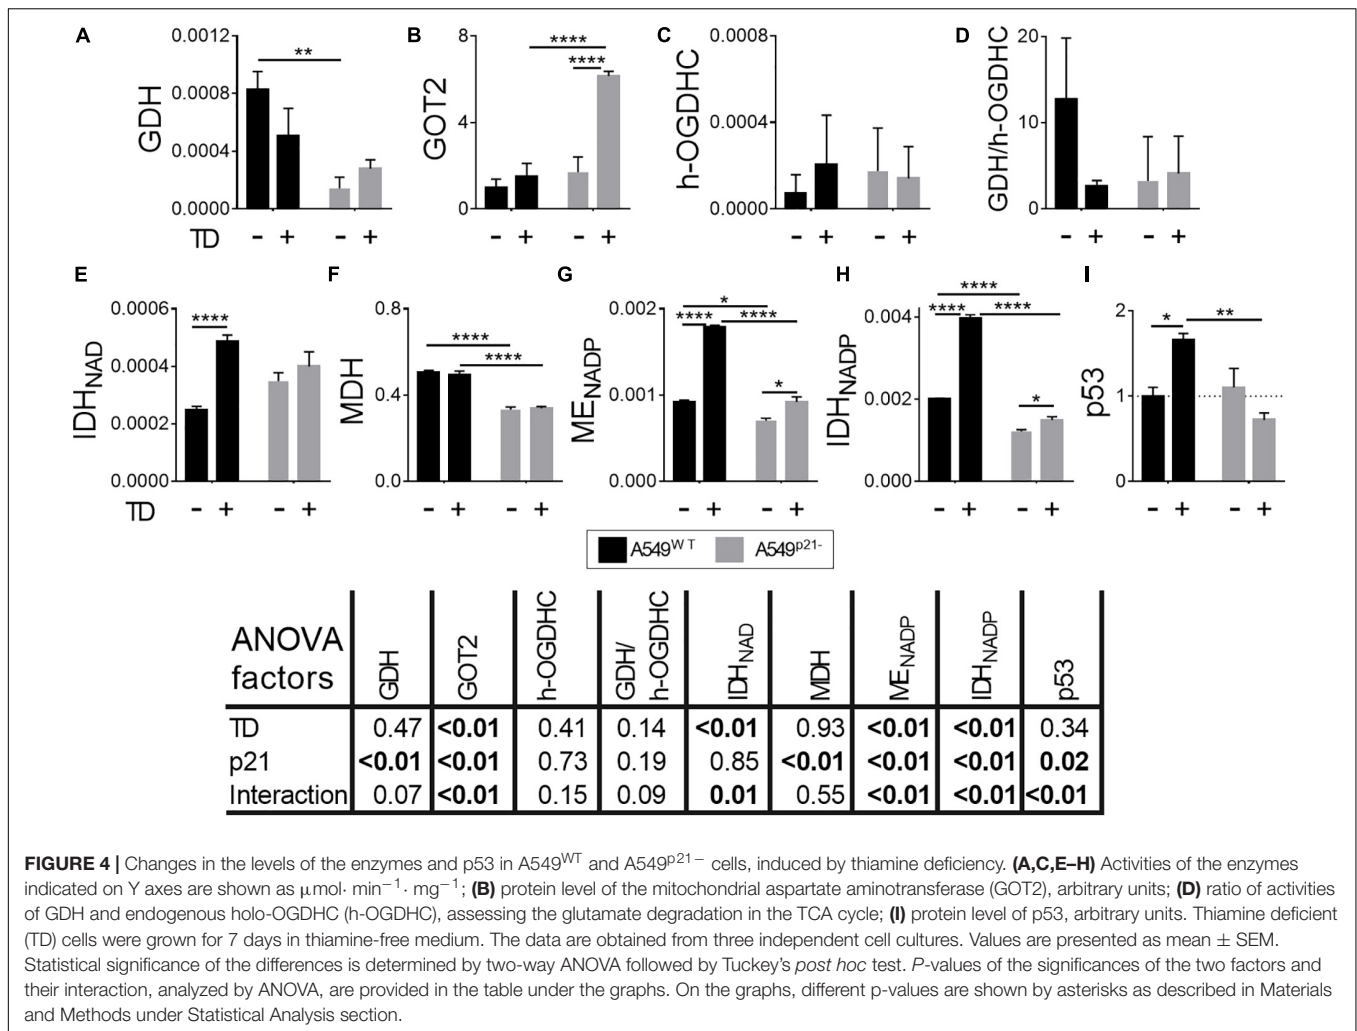 A
0.0012
0.0008
0.0004
0.0000
GDH
**
TD - + - +
B
8
4
0
GOT2
****
****
- + - +
C
0.0008
0.0004
0.0000
h-OGDHC
- + - +
D
20
10
0
GDH/h-OGDHC
- + - +
E
0.0006
0.0004
0.0002
0.0000
IDHNAD
****
TD - + - +
F
0.8
0.4
0.0
MDH
****
****
- + - +
G
0.002
0.001
0.000
MENADP
*
**** ****
*
- + - +
H
0.004
0.002
0.000
IDHNADP
****
**** ****
*
- + - +
I
2
1
0
p53
* **
- + - +
A549WT A549p21-
ANOVA factors GDH GOT2 h-OGDHC GDH/ h-OGDHC IDHNAD MDH MENADP IDHNADP p53
TD 0.47 <0.01 0.41 0.14 <0.01 0.93 <0.01 <0.01 0.34
p21 <0.01 <0.01 0.73 0.19 0.85 <0.01 <0.01 <0.01 0.02
Interaction 0.07 <0.01 0.15 0.09 0.01 0.55 <0.01 <0.01 <0.01
FIGURE 4 | Changes in the levels of the enzymes and p53 in A549WT and A549p21− cells, induced by thiamine deficiency. (A,C,E–H) Activities of the enzymes
indicated on Y axes are shown as μmol· min−1· mg−1; (B) protein level of the mitochondrial aspartate aminotransferase (GOT2), arbitrary units; (D) ratio of activities
of GDH and endogenous holo-OGDHC (h-OGDHC), assessing the glutamate degradation in the TCA cycle; (I) protein level of p53, arbitrary units. Thiamine deficient
(TD) cells were grown for 7 days in thiamine-free medium. The data are obtained from three independent cell cultures. Values are presented as mean ± SEM.
Statistical significance of the differences is determined by two-way ANOVA followed by Tuckey's post hoc test. P-values of the significances of the two factors and
their interaction, analyzed by ANOVA, are provided in the table under the graphs. On the graphs, different p-values are shown by asterisks as described in Materials
and Methods under Statistical Analysis section.